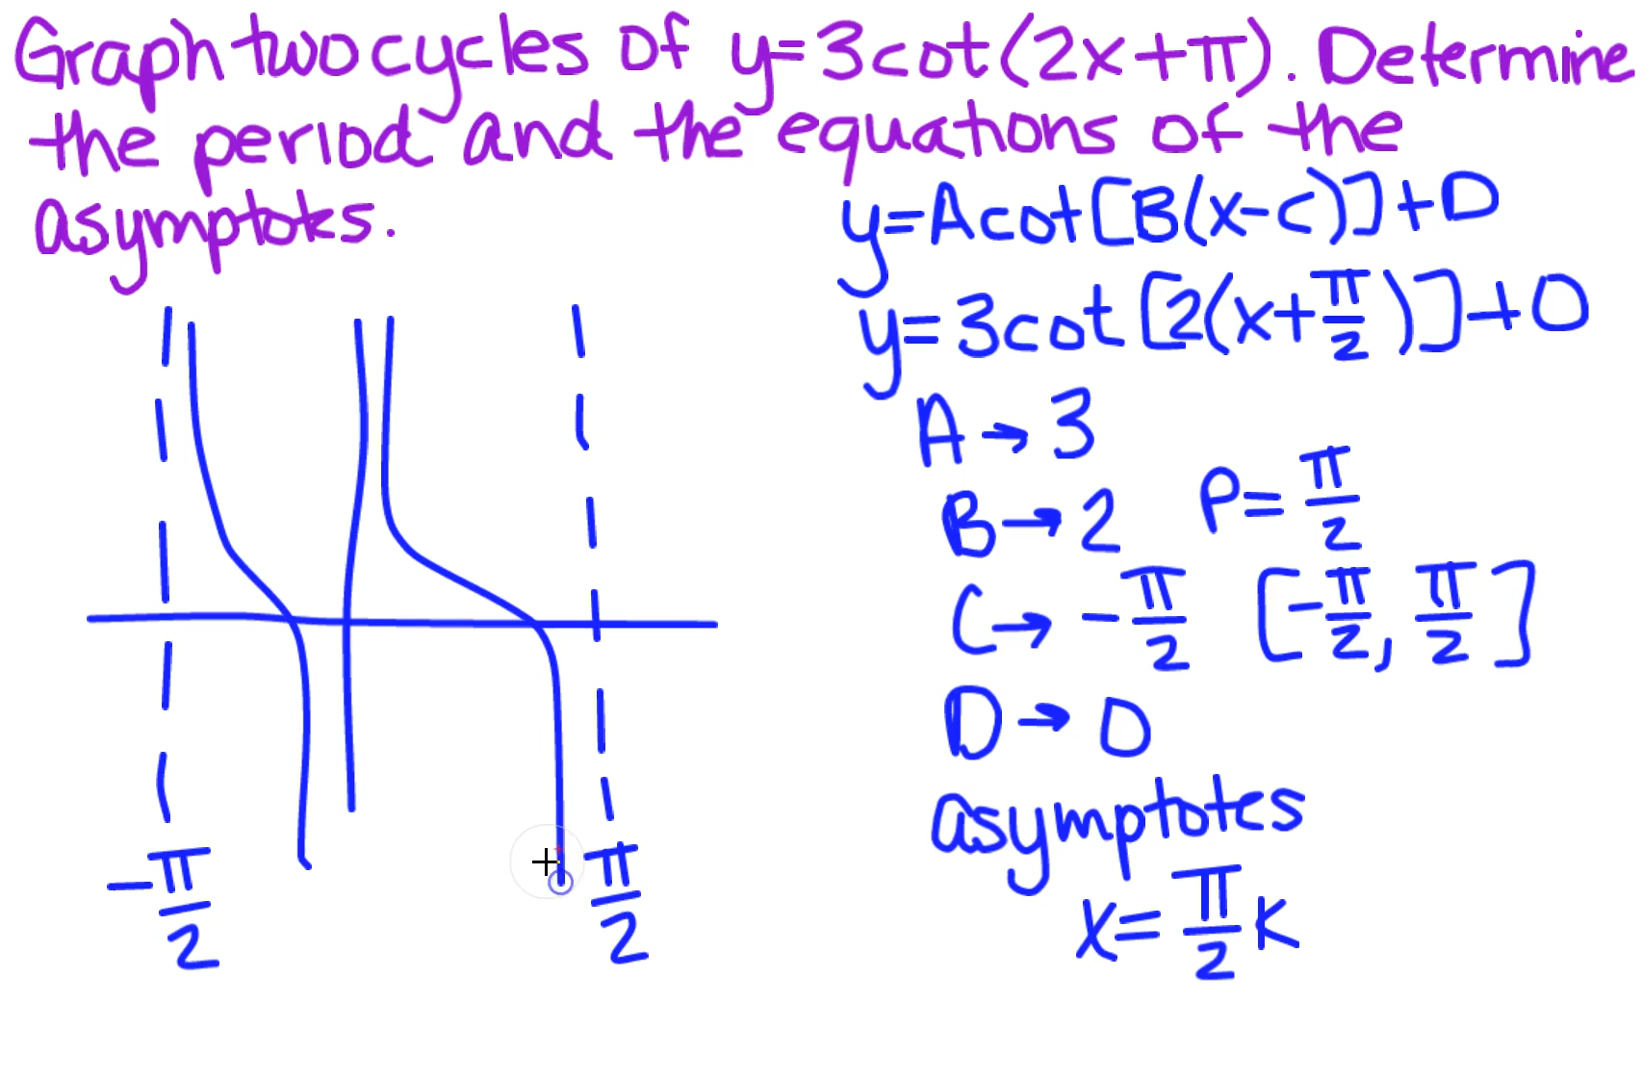 Graph two cycles of y=3cot(2x+π). Determine
the period and the equations of the
asymptotes.
y=Acot[B(x-c)]+D
y=3cot[2(x+π/2)]+0
A→3
B→2 P=π/2
C→-π/2 [-π/2, π/2]
D→0
asymptotes
x=π/2 K
-π/2 π/2